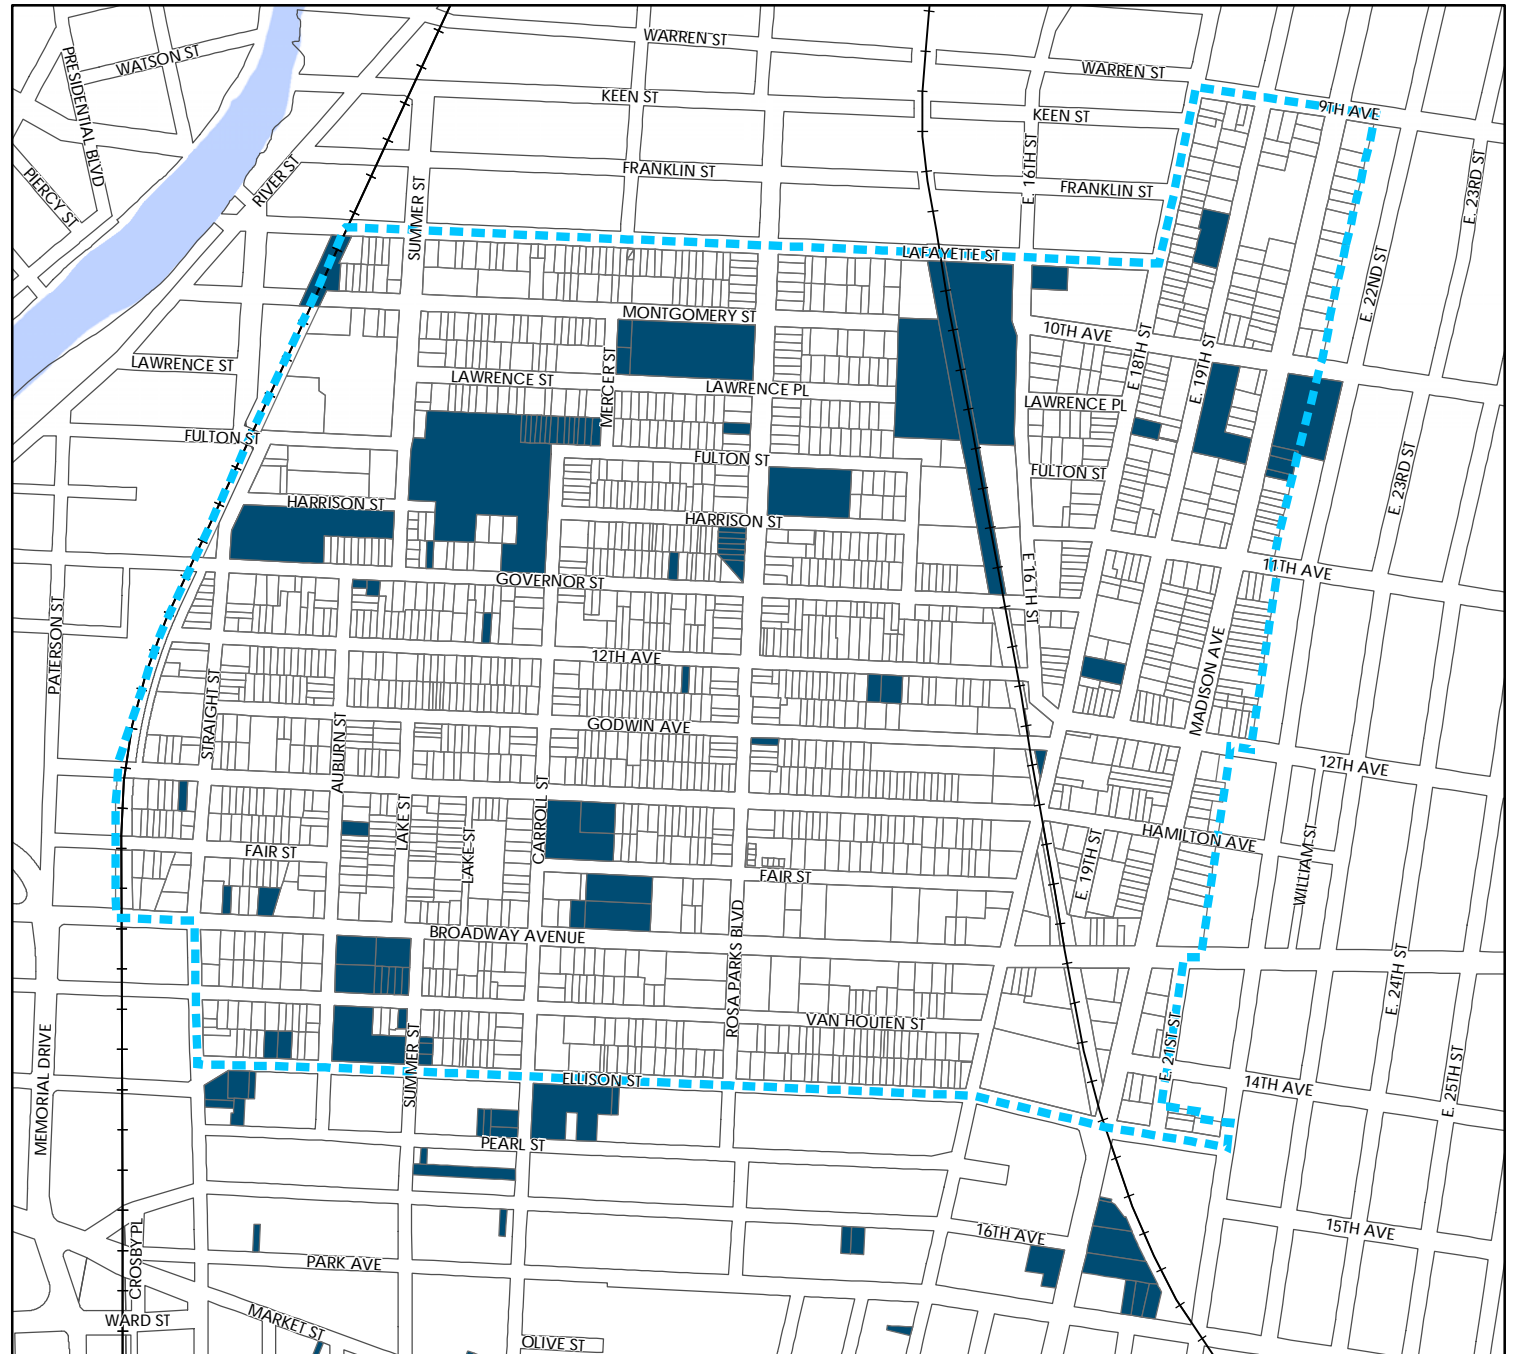 WARREN ST
WATSON ST
PRESIDENTIAL BLVD
WARREN ST
KEEN ST
9TH AVE
KEEN ST
E. 16TH ST
FRANKLIN ST
RIVER ST
PIERCY ST
FRANKLIN ST
E. 23RD ST
SUMMER ST
LAFAYETTE ST
E. 22ND ST
MONTGOMERY ST
10TH AVE
E. 18TH ST
E. 19TH ST
LAWRENCE ST
LAWRENCE ST
MERCER ST
LAWRENCE PL
LAWRENCE PL
FULTON ST
FULTON ST
FULTON ST
E. 23RD ST
HARRISON ST
HARRISON ST
11TH AVE
GOVERNOR ST
E. 16TH ST
PATERSON ST
12TH AVE
MADISON AVE
STRAIGHT ST
GODWIN AVE
AUBURN ST
12TH AVE
CARROLL ST
LAKE ST
LAKE ST
HAMILTON AVE
FAIR ST
FAIR ST
E. 19TH ST
WILLIAM ST
BROADWAY AVENUE
ROSA PARKS BLVD
E. 24TH ST
VAN HOUTEN ST
E. 21ST ST
MEMORIAL DRIVE
SUMMER ST
ELLISON ST
14TH AVE
E. 25TH ST
PEARL ST
16TH AVE
15TH AVE
CROSBY PL
PARK AVE
WARD ST
MARKET ST
OLIVE ST